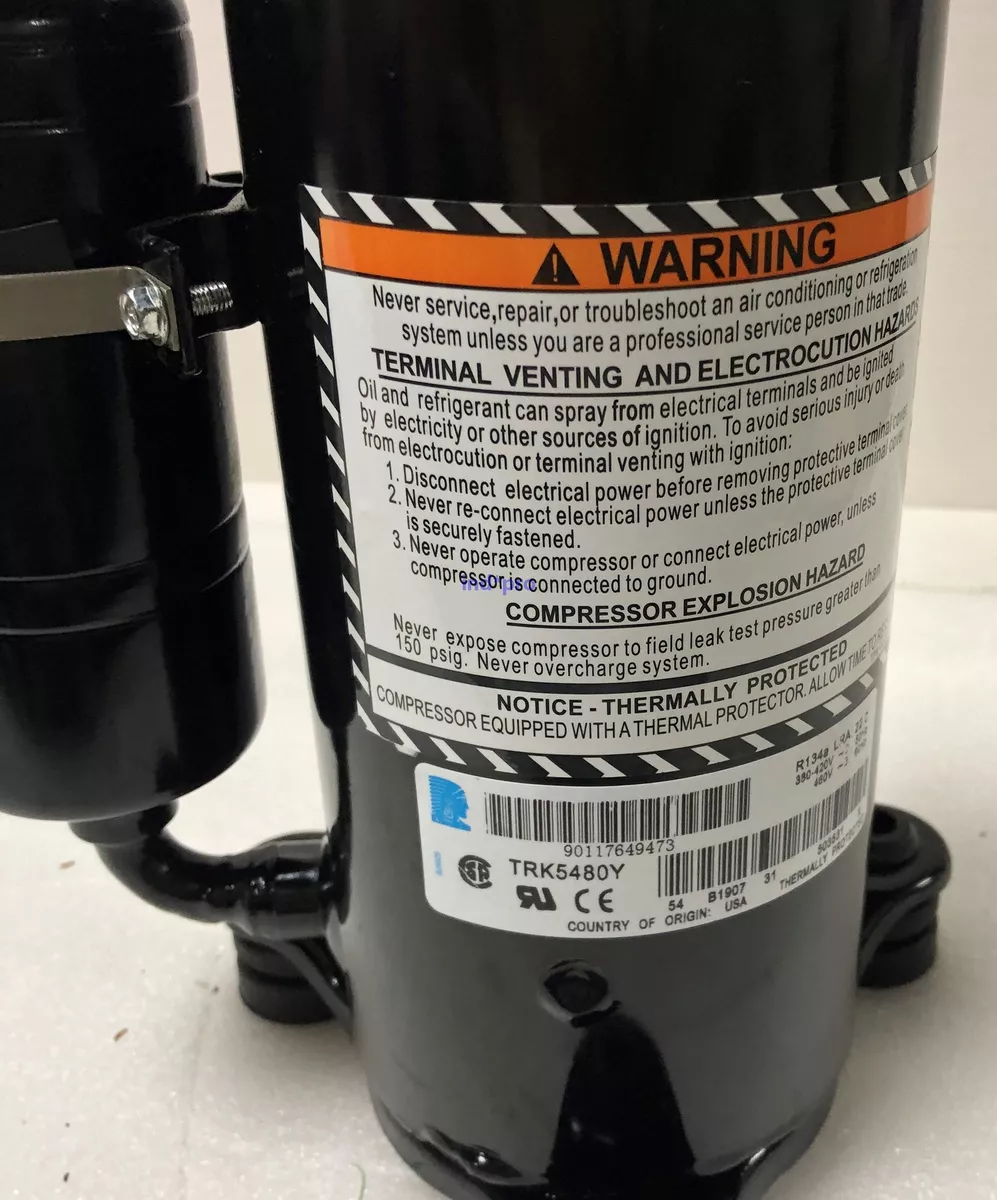 WARNING
Never service,repair,or troubleshoot an air conditioning or refrigeration
system unless you are a professional service person in that trade.
TERMINAL VENTING AND ELECTROCUTION HAZARDS
Oil and refrigerant can spray from electrical terminals and be ignited
by electricity or other sources of ignition. To avoid serious injury or death
from electrocution or terminal venting with ignition:
1. Disconnect electrical power before removing protective terminal cover.
2. Never re-connect electrical power unless the protective terminal cover
is securely fastened.
3. Never operate compressor or connect electrical power, unless
compressor is connected to ground.
COMPRESSOR EXPLOSION HAZARD
Never expose compressor to field leak test pressure greater than
150 psig. Never overcharge system.
NOTICE - THERMALLY PROTECTED
COMPRESSOR EQUIPPED WITH A THERMAL PROTECTOR. ALLOW TIME TO
R134a LRA
380-420V
460V
90117649473
TRK5480Y
54 B1907 31
THERMALLY
COUNTRY OF ORIGIN: USA